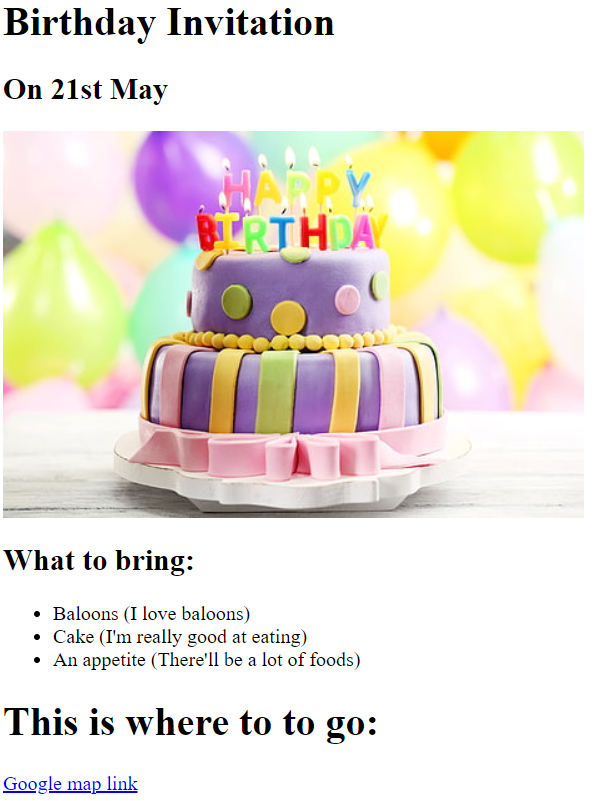 Birthday Invitation
On 21st May
HAPPY
BIRTHDAY
What to bring:
Baloons (I love baloons)
Cake (I'm really good at eating)
An appetite (There'll be a lot of foods)
This is where to to go:
Google map link